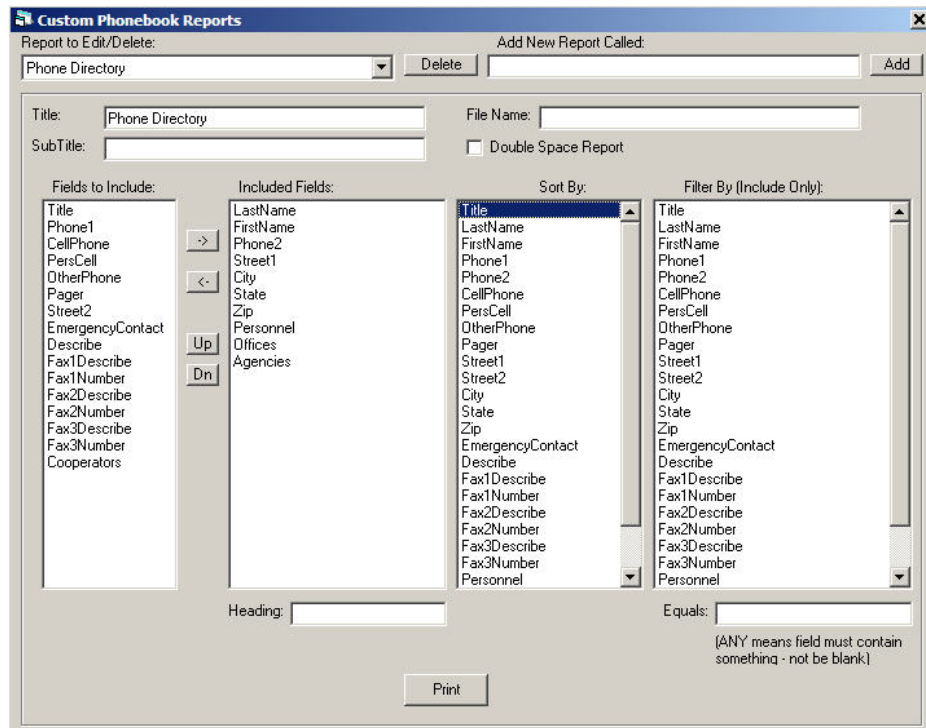 Custom Phonebook Reports
Report to Edit/Delete:
Add New Report Called:
Phone Directory
Delete
Add
Title:
Phone Directory
File Name:
SubTitle:
Double Space Report
Fields to Include:
Title
Phone1
CellPhone
PersCell
OtherPhone
Pager
Street2
EmergencyContact
Describe
Fax1Describe
Fax1Number
Fax2Describe
Fax2Number
Fax3Describe
Fax3Number
Cooperators
->
<-
Up
Dn
Included Fields:
LastName
FirstName
Phone2
Street1
City
State
Zip
Personnel
Offices
Agencies
Heading:
Sort By:
Title
LastName
FirstName
Phone1
Phone2
CellPhone
PersCell
OtherPhone
Pager
Street1
Street2
City
State
Zip
EmergencyContact
Describe
Fax1Describe
Fax1Number
Fax2Describe
Fax2Number
Fax3Describe
Fax3Number
Personnel
Filter By (Include Only):
Title
LastName
FirstName
Phone1
Phone2
CellPhone
PersCell
OtherPhone
Pager
Street1
Street2
City
State
Zip
EmergencyContact
Describe
Fax1Describe
Fax1Number
Fax2Describe
Fax2Number
Fax3Describe
Fax3Number
Personnel
Equals:
(ANY means field must contain
something - not be blank)
Print